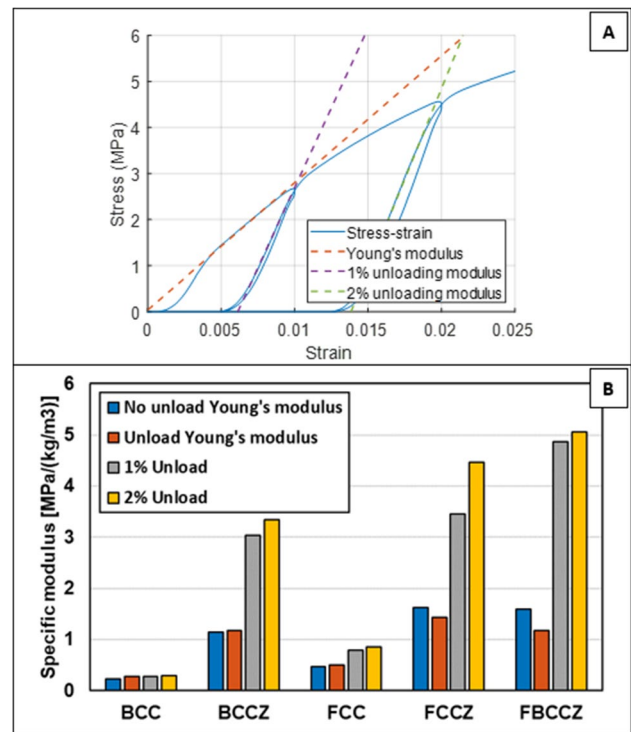 A
6
5
4
3
2
1
0
Stress (MPa)
Stress-strain
Young's modulus
1% unloading modulus
2% unloading modulus
0 0.005 0.01 0.015 0.02 0.025
Strain
B
6
5
4
3
2
1
0
Specific modulus [MPa/(kg/m3)]
No unload Young's modulus
Unload Young's modulus
1% Unload
2% Unload
BCC BCCZ FCC FCCZ FBCCZ